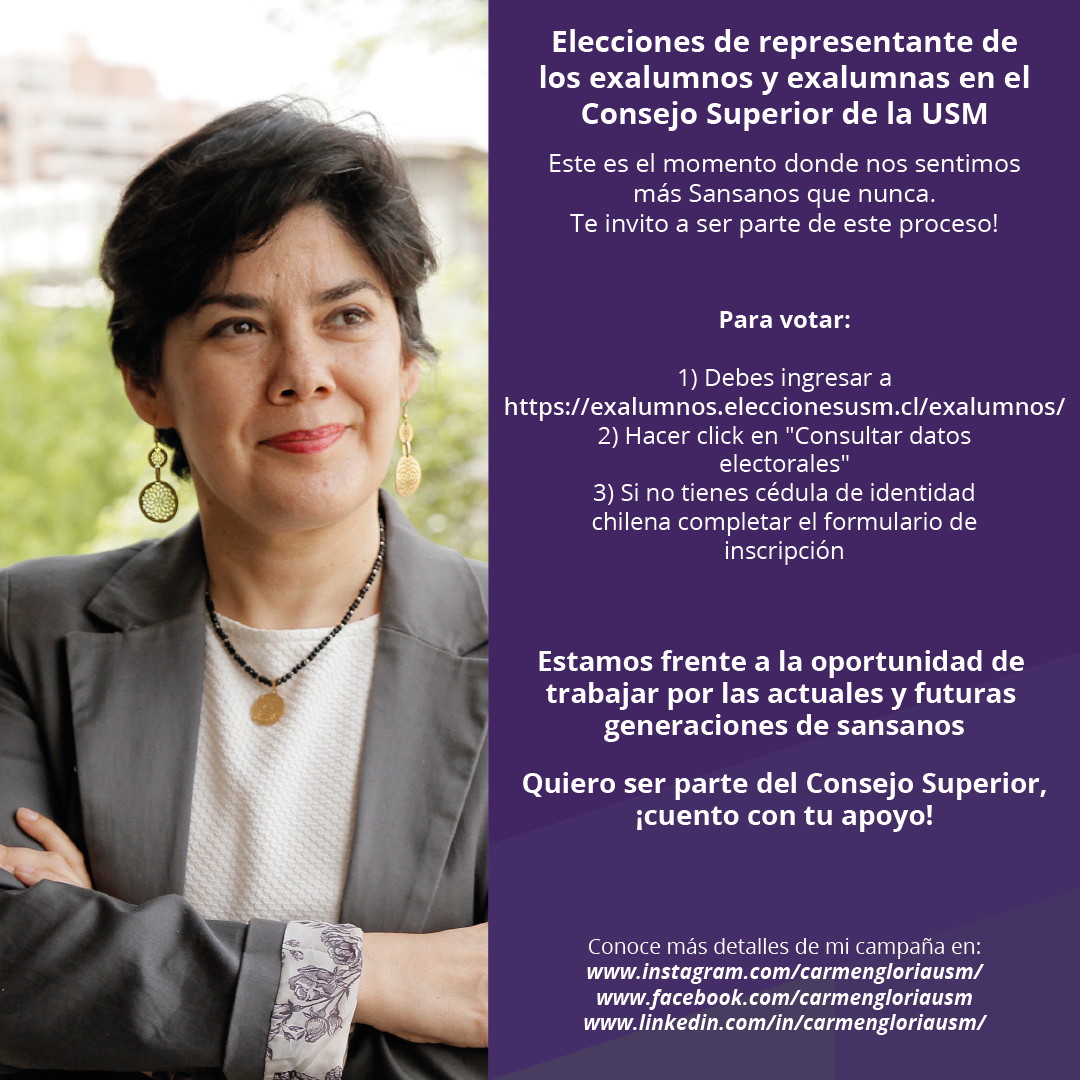 Elecciones de representante de
los exalumnos y exalumnas en el
Consejo Superior de la USM
Este es el momento donde nos sentimos
más Sansanos que nunca.
Te invito a ser parte de este proceso!
Para votar:
1) Debes ingresar a
https://exalumnos.eleccionesusm.cl/exalumnos/
2) Hacer click en "Consultar datos
electorales"
3) Si no tienes cédula de identidad
chilena completar el formulario de
inscripción
Estamos frente a la oportunidad de
trabajar por las actuales y futuras
generaciones de sansanos
Quiero ser parte del Consejo Superior,
¡cuento con tu apoyo!
Conoce más detalles de mi campaña en:
www.instagram.com/carmengloriausm/
www.facebook.com/carmengloriausm
www.linkedin.com/in/carmengloriausm/